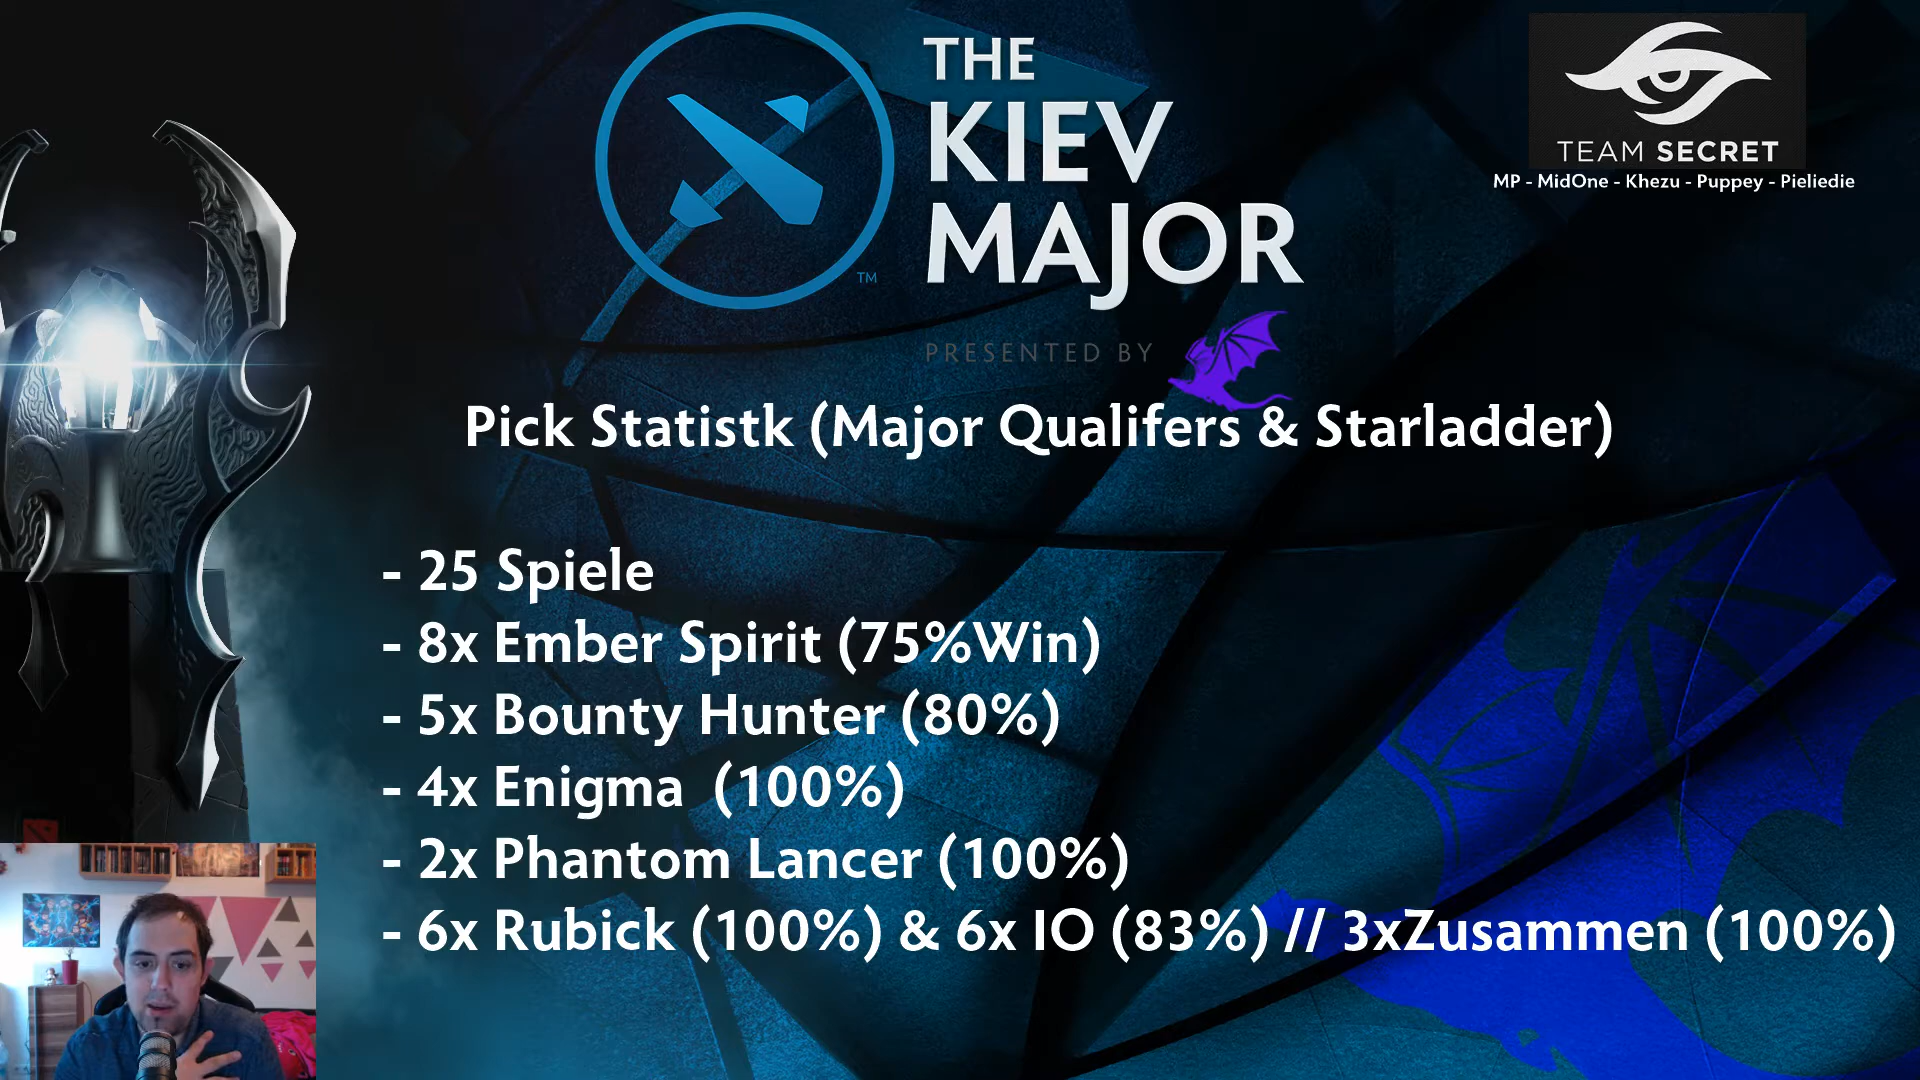 THE
KIEV
MAJOR
TM
PRESENTED BY
TEAM SECRET
MP - MidOne - Khezu - Puppey - Pieliedie
Pick Statistk (Major Qualifers & Starladder)
- 25 Spiele
- 8x Ember Spirit (75%Win)
- 5x Bounty Hunter (80%)
- 4x Enigma (100%)
- 2x Phantom Lancer (100%)
- 6x Rubick (100%) & 6x IO (83%) // 3xZusammen (100%)